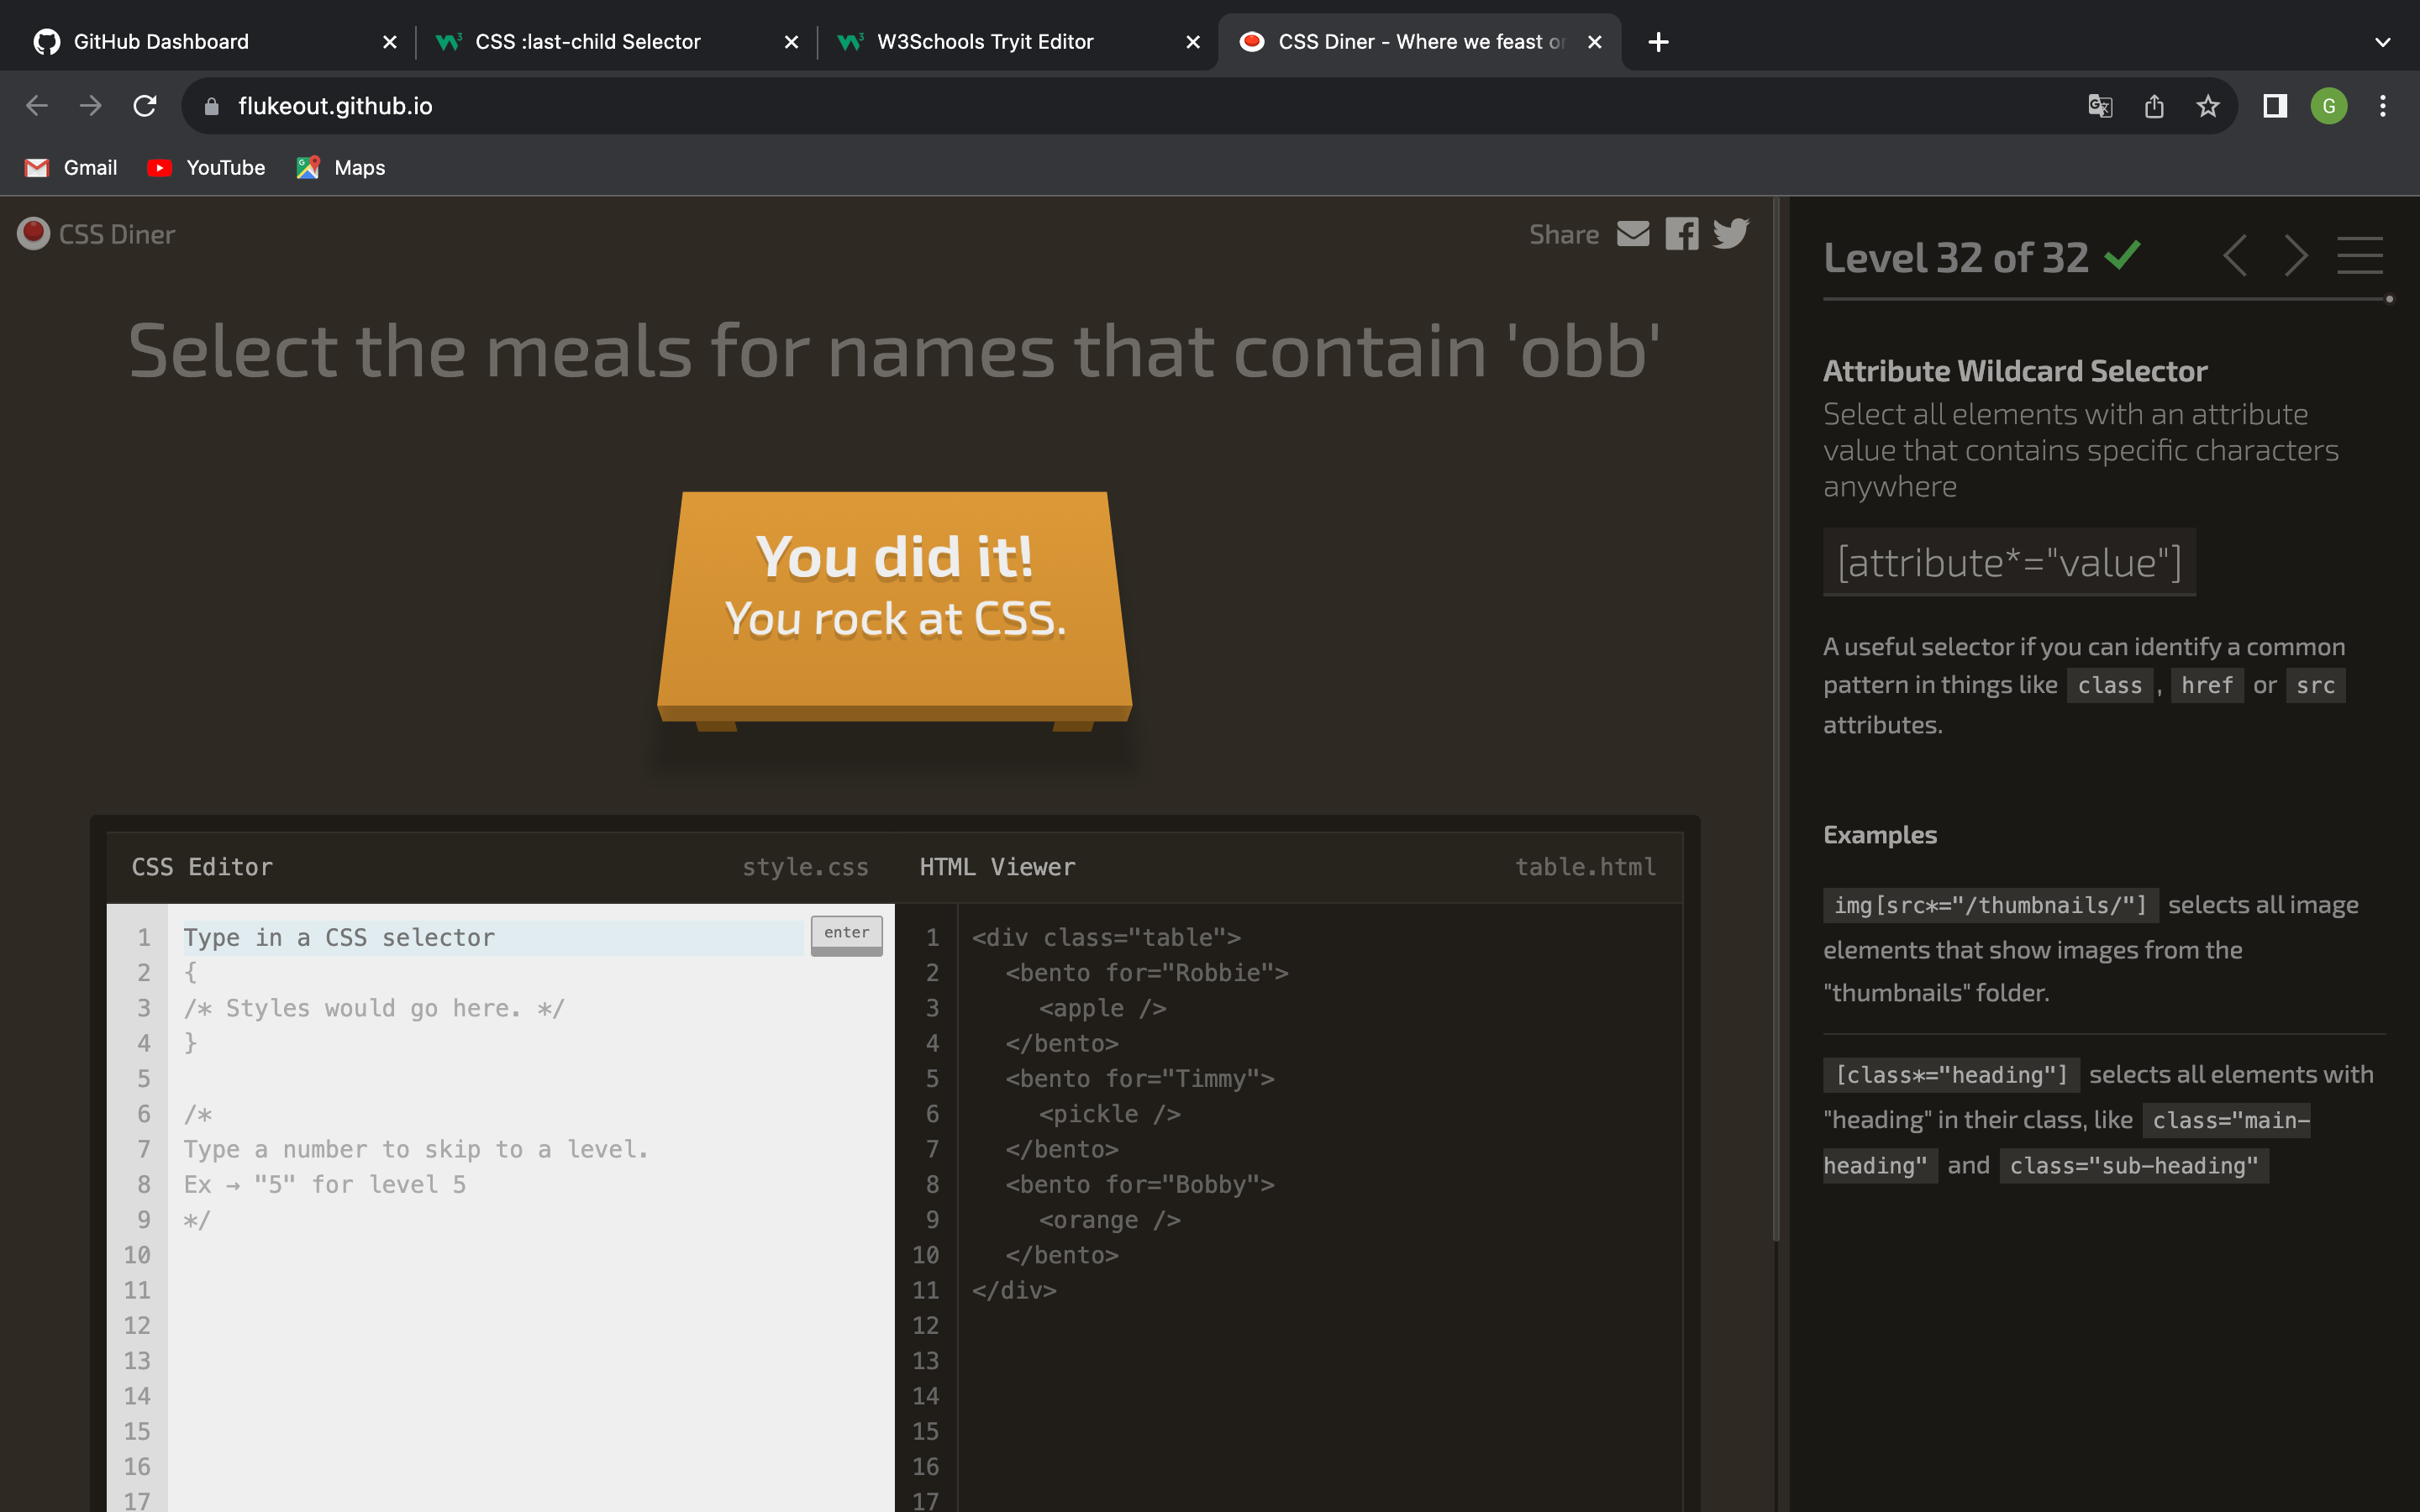 GitHub Dashboard
CSS :last-child Selector
W3Schools Tryit Editor
CSS Diner - Where we feast on
flukeout.github.io
G
Gmail
YouTube
Maps
CSS Diner
Share
Select the meals for names that contain 'obb'
You did it!
You rock at CSS.
CSS Editor
style.css
1 Type in a CSS selector
enter
2 {
3 /* Styles would go here. */
4 }
5
6 /*
7 Type a number to skip to a level.
8 Ex → "5" for level 5
9 */
10
11
12
13
14
15
16
17
HTML Viewer
table.html
1 <div class="table">
2 <bento for="Robbie">
3 <apple />
4 </bento>
5 <bento for="Timmy">
6 <pickle />
7 </bento>
8 <bento for="Bobby">
9 <orange />
10 </bento>
11 </div>
12
13
14
15
16
17
Level 32 of 32
Attribute Wildcard Selector
Select all elements with an attribute
value that contains specific characters
anywhere
[attribute*="value"]
A useful selector if you can identify a common
pattern in things like class , href or src
attributes.
Examples
img[src*="/thumbnails/"] selects all image
elements that show images from the
"thumbnails" folder.
[class*="heading"] selects all elements with
"heading" in their class, like class="main-
heading" and class="sub-heading"